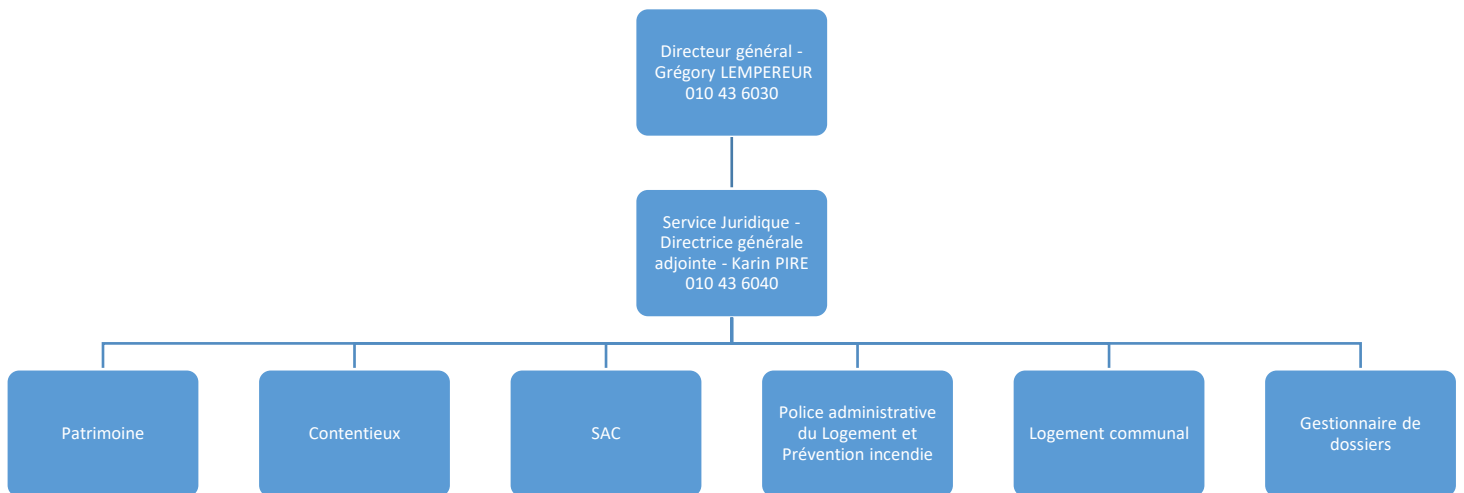 Directeur général -
Grégory LEMPEREUR
010 43 6030
Service Juridique -
Directrice générale
adjointe - Karin PIRE
010 43 6040
Patrimoine
Contentieux
SAC
Police administrative
du Logement et
Prévention incendie
Logement communal
Gestionnaire de
dossiers